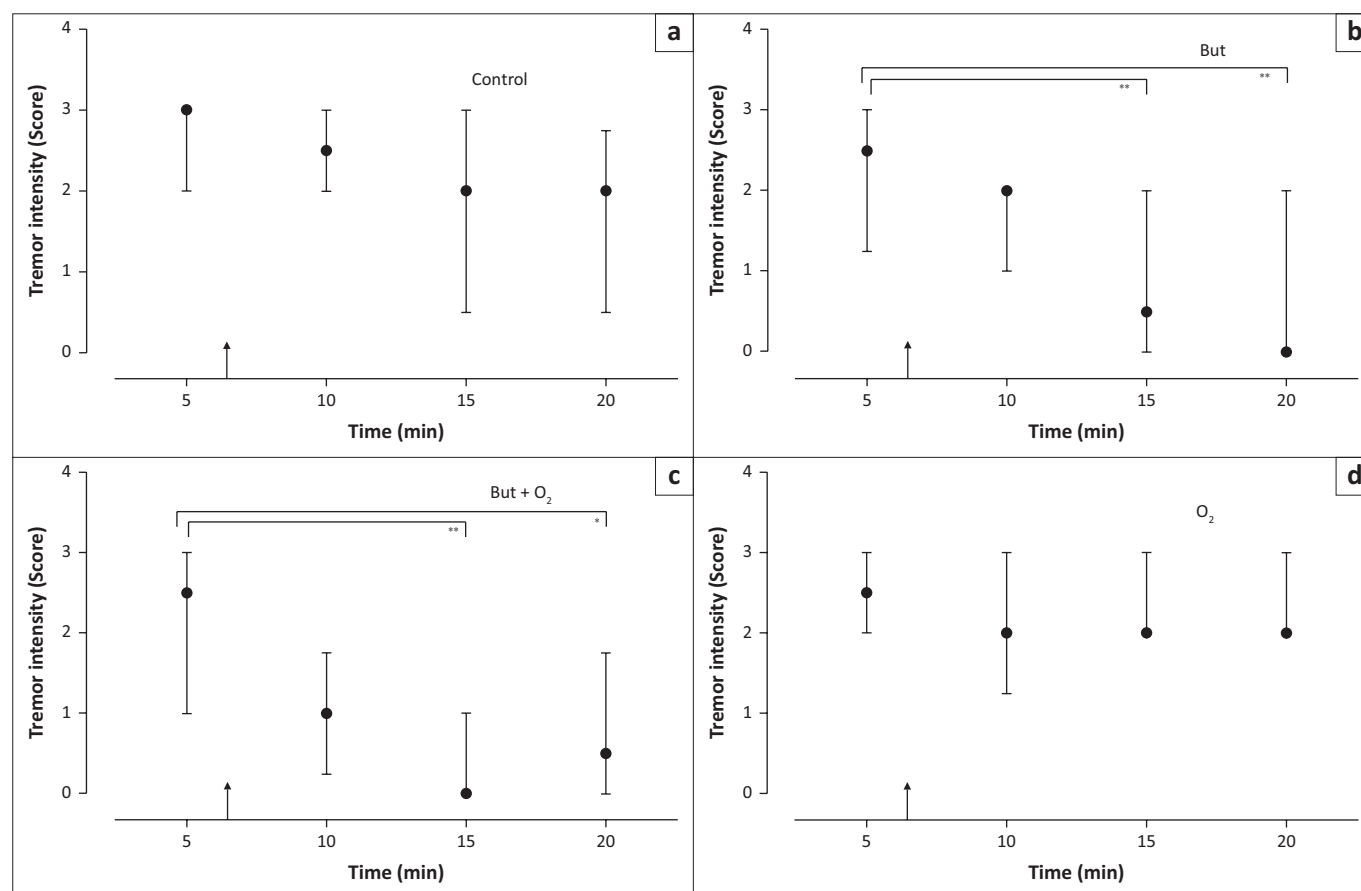 a
Control
Tremor intensity (Score)
4
3
2
1
0
5 10 15 20
Time (min)
b
But
** **
Tremor intensity (Score)
4
3
2
1
0
5 10 15 20
Time (min)
c
But + O₂
** *
Tremor intensity (Score)
4
3
2
1
0
5 10 15 20
Time (min)
d
O₂
Tremor intensity (Score)
4
3
2
1
0
5 10 15 20
Time (min)